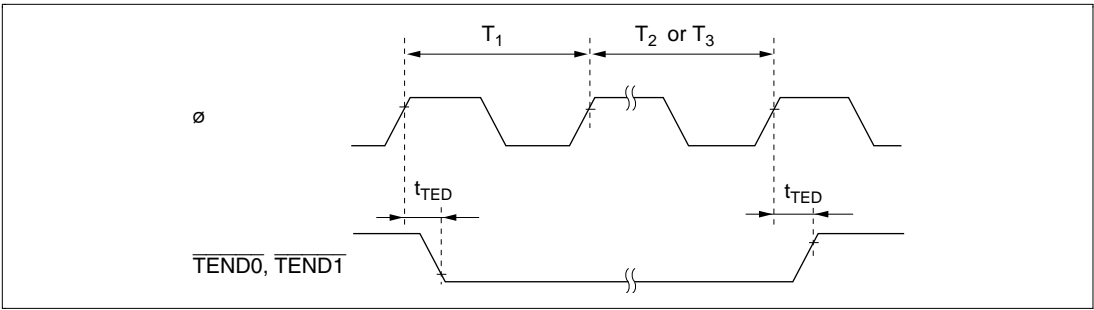 T1
T2 or T3
ø
tTED
tTED
TEND0, TEND1